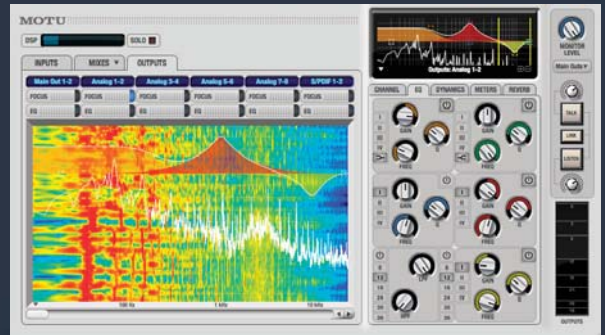 MOTU
DSP
SOLO
INPUTS
MIXES
OUTPUTS
Main Out 1-2
Analog 1-2
Analog 3-4
Analog 5-6
Analog 7-8
S/PDIF 1-2
FOCUS
FOCUS
FOCUS
FOCUS
FOCUS
FOCUS
EQ
EQ
EQ
EQ
EQ
EQ
100 Hz
1 kHz
10 kHz
Outputs: Analog 1-2
CHANNEL
EQ
DYNAMICS
METERS
REVERB
GAIN
GAIN
Q
Q
FREQ
FREQ
GAIN
GAIN
Q
Q
FREQ
FREQ
LPF
HPF
GAIN
Q
FREQ
MONITOR
LEVEL
Main Outs
TALK
LINK
LISTEN
OUTPUTS